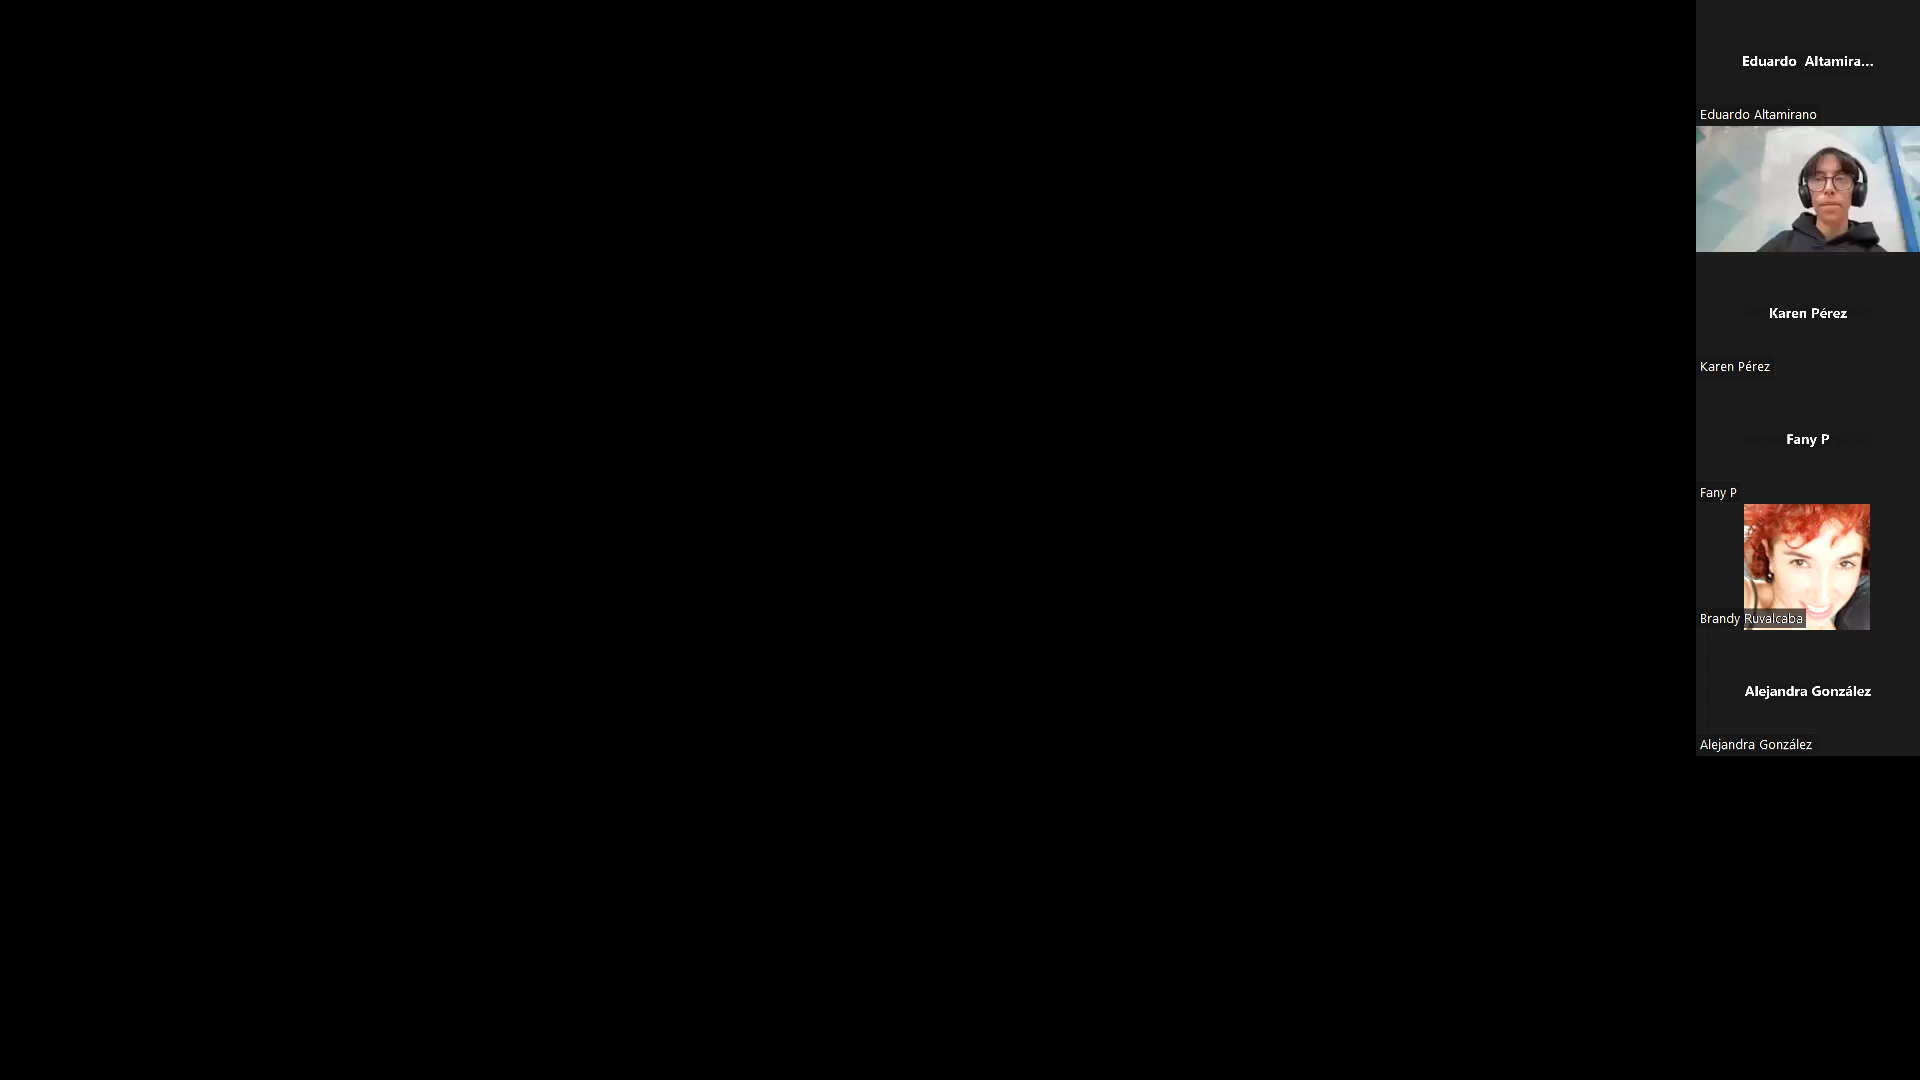 Eduardo Altamira...
Eduardo Altamirano
Karen Pérez
Karen Pérez
Fany P
Fany P
Brandy Ruvalcaba
Alejandra González
Alejandra González